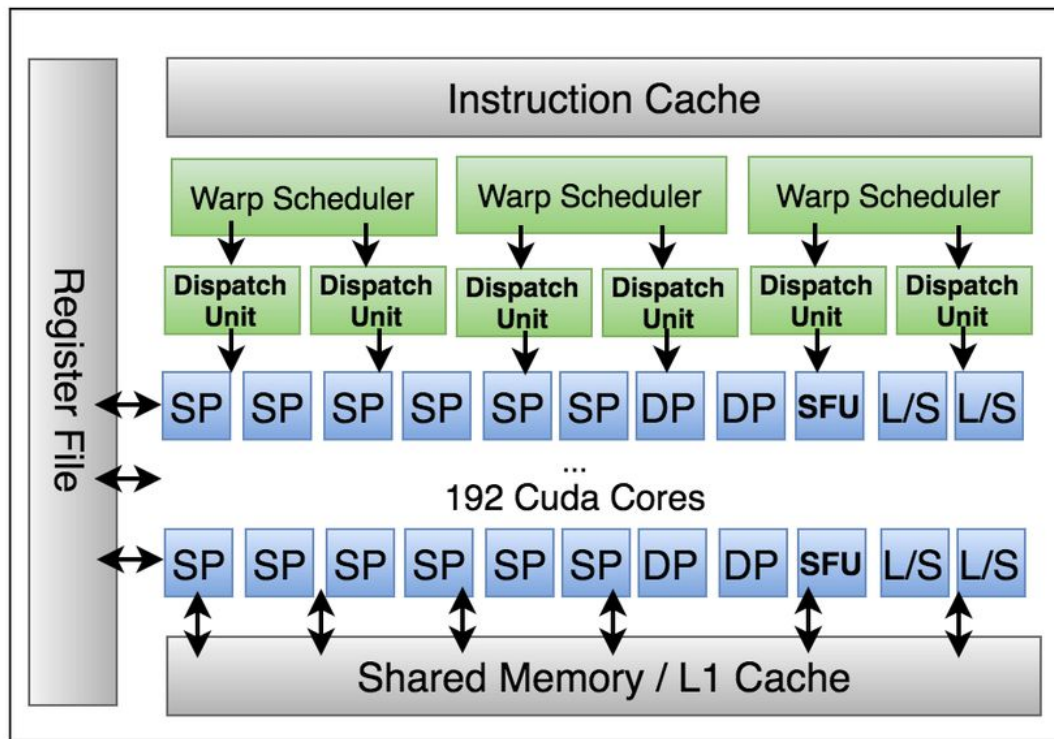 Instruction Cache
Register File
Warp Scheduler
Warp Scheduler
Warp Scheduler
Dispatch
Unit
Dispatch
Unit
Dispatch
Unit
Dispatch
Unit
Dispatch
Unit
Dispatch
Unit
SP SP SP SP SP SP DP DP SFU L/S L/S
...
192 Cuda Cores
SP SP SP SP SP SP DP DP SFU L/S L/S
Shared Memory / L1 Cache